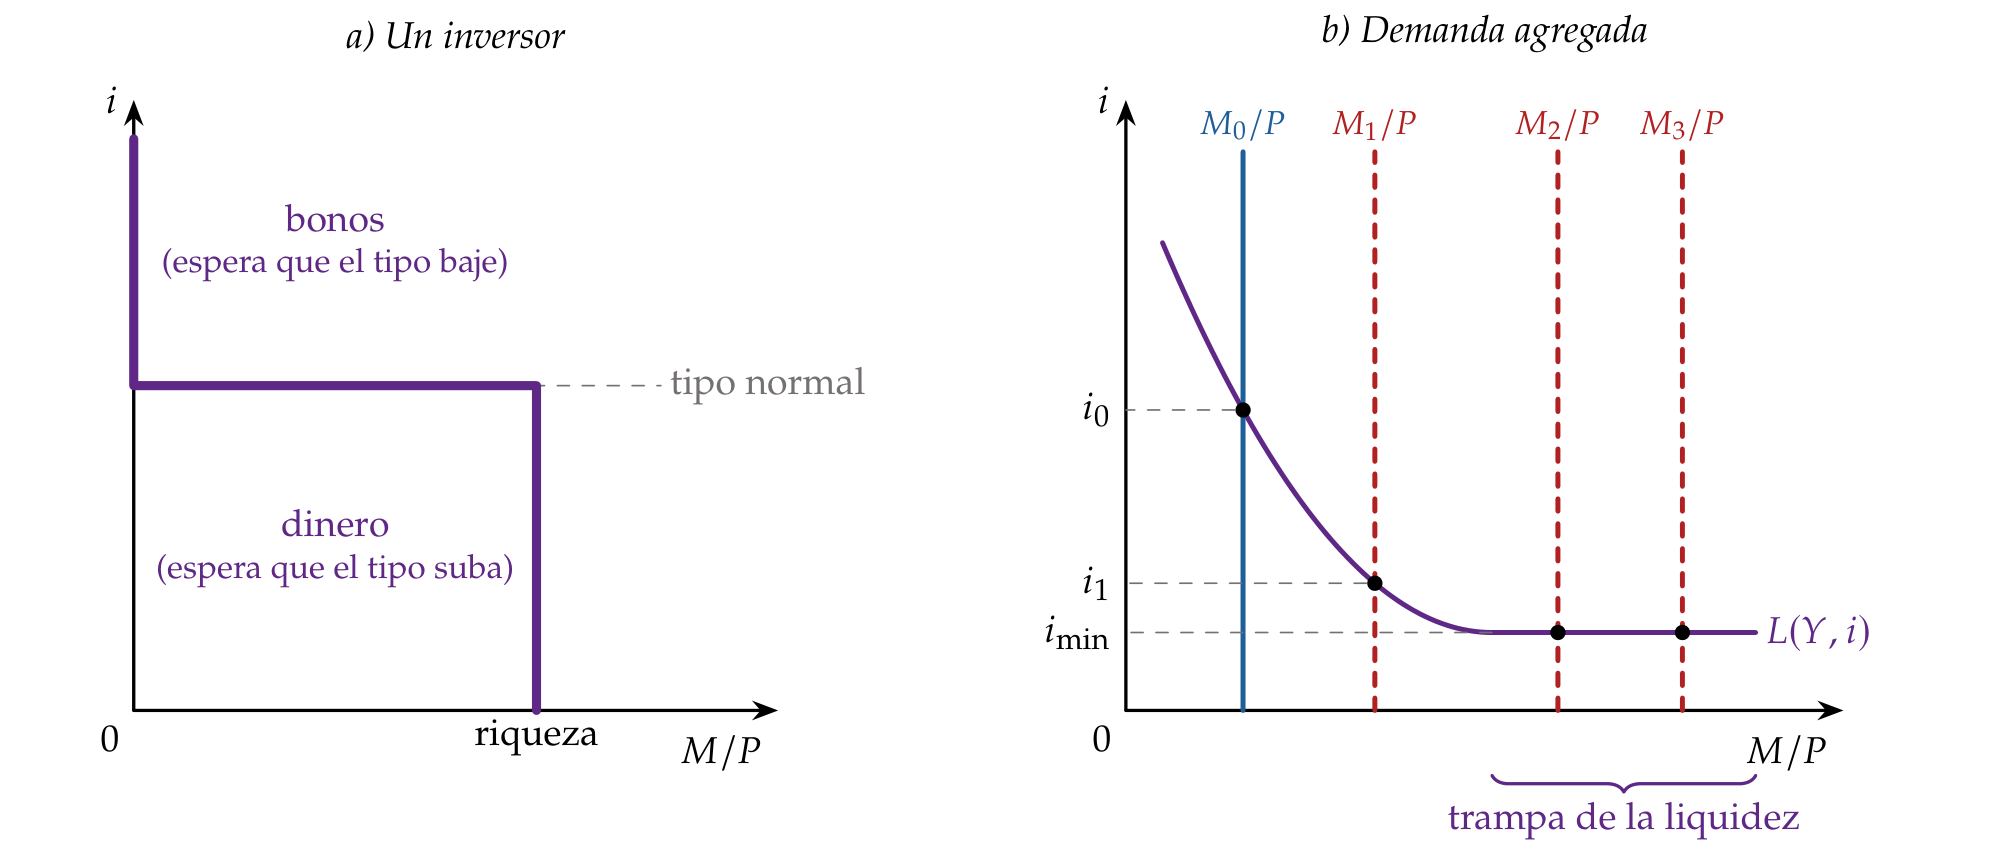 a) Un inversor
i
bonos
(espera que el tipo baje)
tipo normal
dinero
(espera que el tipo suba)
0
riqueza
M/P
b) Demanda agregada
i
M₀/P
M₁/P
M₂/P
M₃/P
i₀
i₁
iₘᵢₙ
L(Y, i)
0
M/P
trampa de la liquidez